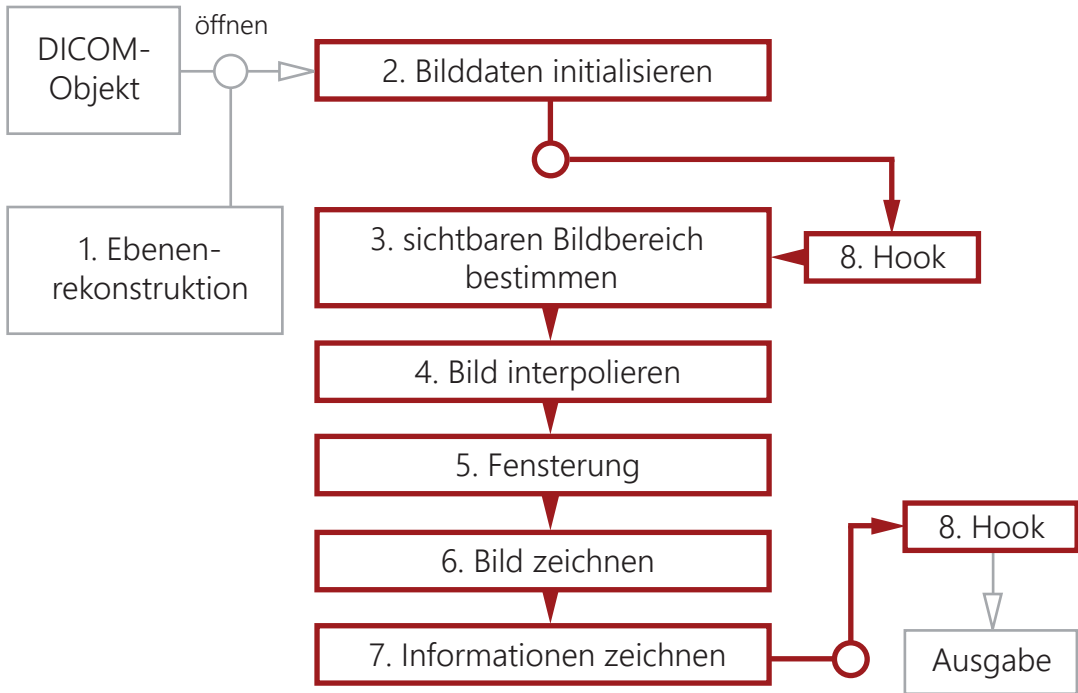 DICOM-
Objekt
öffnen
2. Bilddaten initialisieren
1. Ebenen-
rekonstruktion
3. sichtbaren Bildbereich
bestimmen
8. Hook
4. Bild interpolieren
5. Fensterung
6. Bild zeichnen
8. Hook
7. Informationen zeichnen
Ausgabe